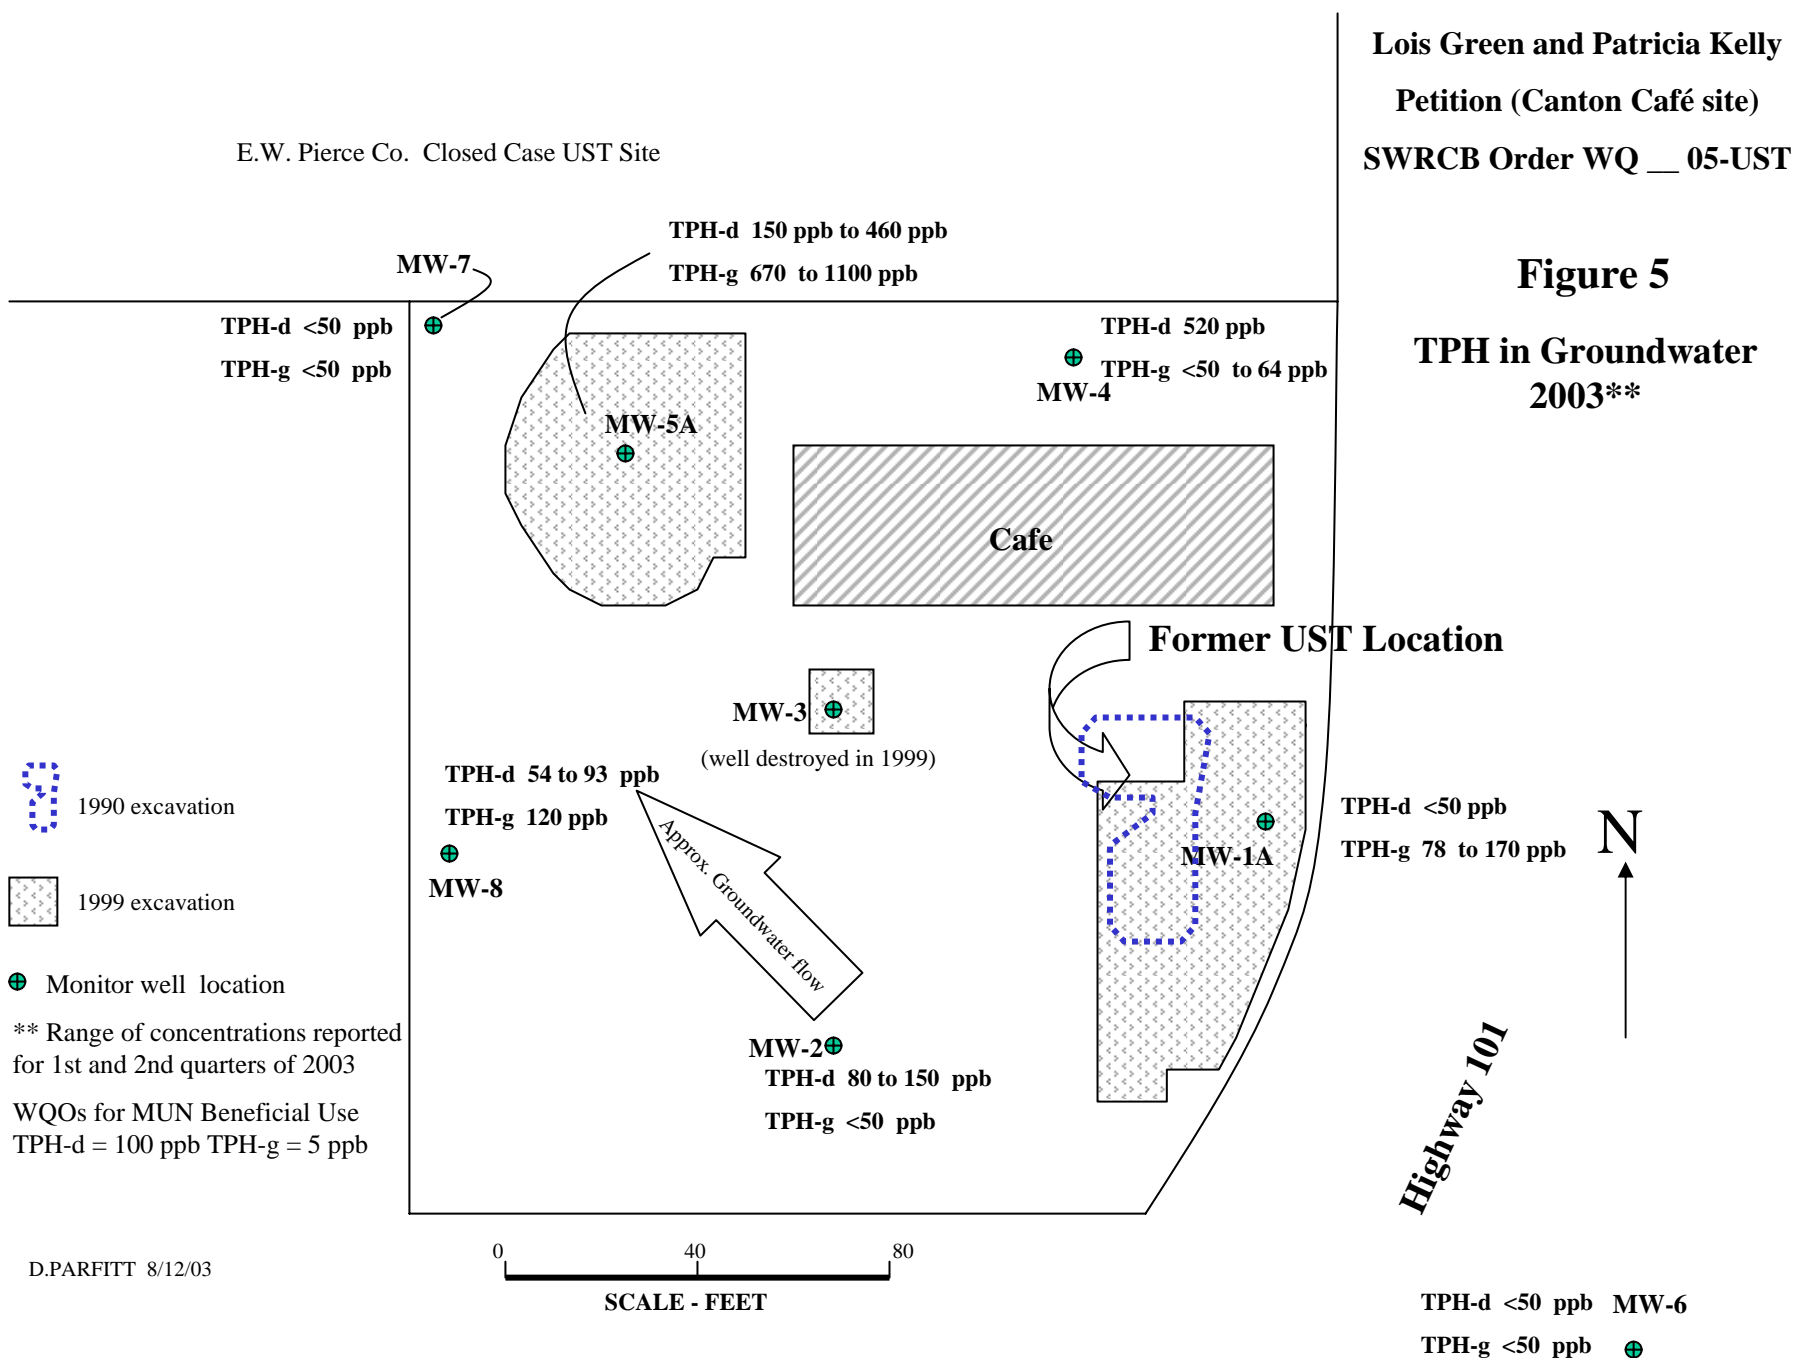 Lois Green and Patricia Kelly
Petition (Canton Café site)
SWRCB Order WQ __ 05-UST
Figure 5
TPH in Groundwater
2003**
E.W. Pierce Co. Closed Case UST Site
TPH-d 150 ppb to 460 ppb
TPH-g 670 to 1100 ppb
MW-7
TPH-d <50 ppb
TPH-g <50 ppb
TPH-d 520 ppb
TPH-g <50 to 64 ppb
MW-4
MW-5A
Cafe
Former UST Location
MW-3
(well destroyed in 1999)
TPH-d 54 to 93 ppb
TPH-g 120 ppb
MW-8
Approx. Groundwater flow
MW-1A
TPH-d <50 ppb
TPH-g 78 to 170 ppb
N
1990 excavation
1999 excavation
Monitor well location
** Range of concentrations reported
for 1st and 2nd quarters of 2003
WQOs for MUN Beneficial Use
TPH-d = 100 ppb TPH-g = 5 ppb
MW-2
TPH-d 80 to 150 ppb
TPH-g <50 ppb
Highway 101
D.PARFITT 8/12/03
0 40 80
SCALE - FEET
TPH-d <50 ppb MW-6
TPH-g <50 ppb